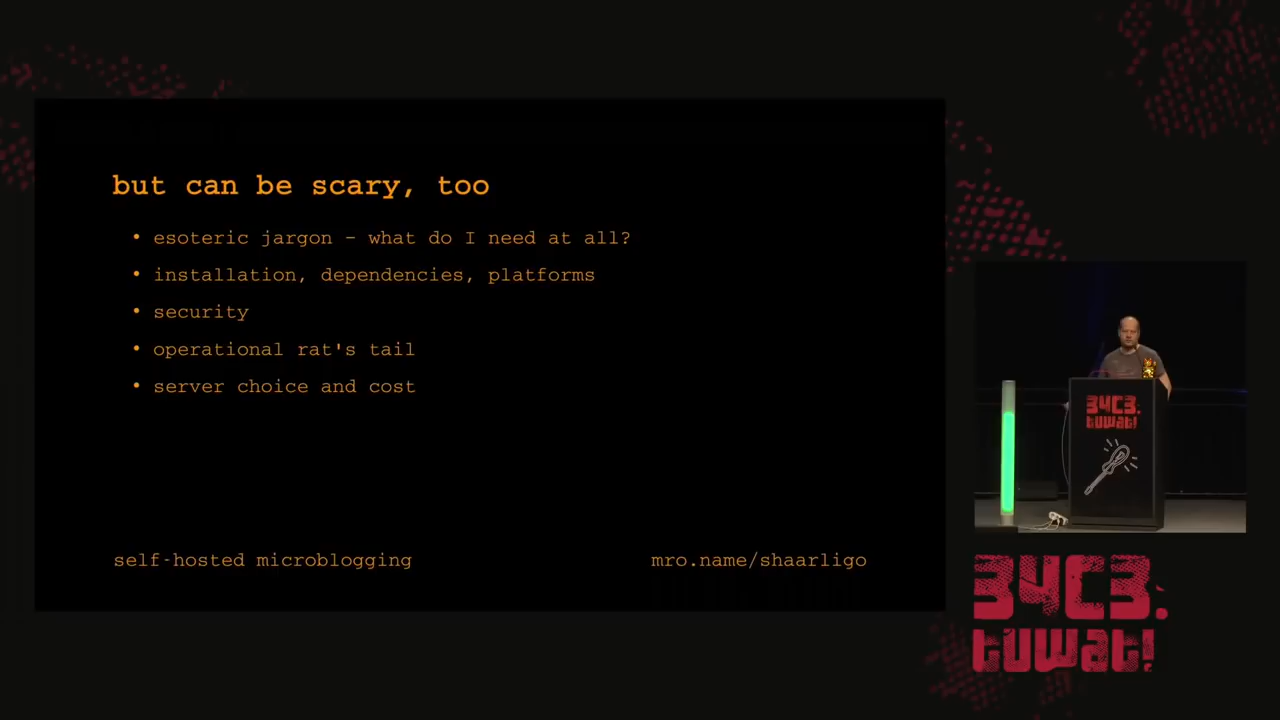 but can be scary, too
• esoteric jargon – what do I need at all?
• installation, dependencies, platforms
• security
• operational rat's tail
• server choice and cost
self-hosted microblogging
mro.name/shaarligo
34C3.
tuwat!
34C3.
tuwat!